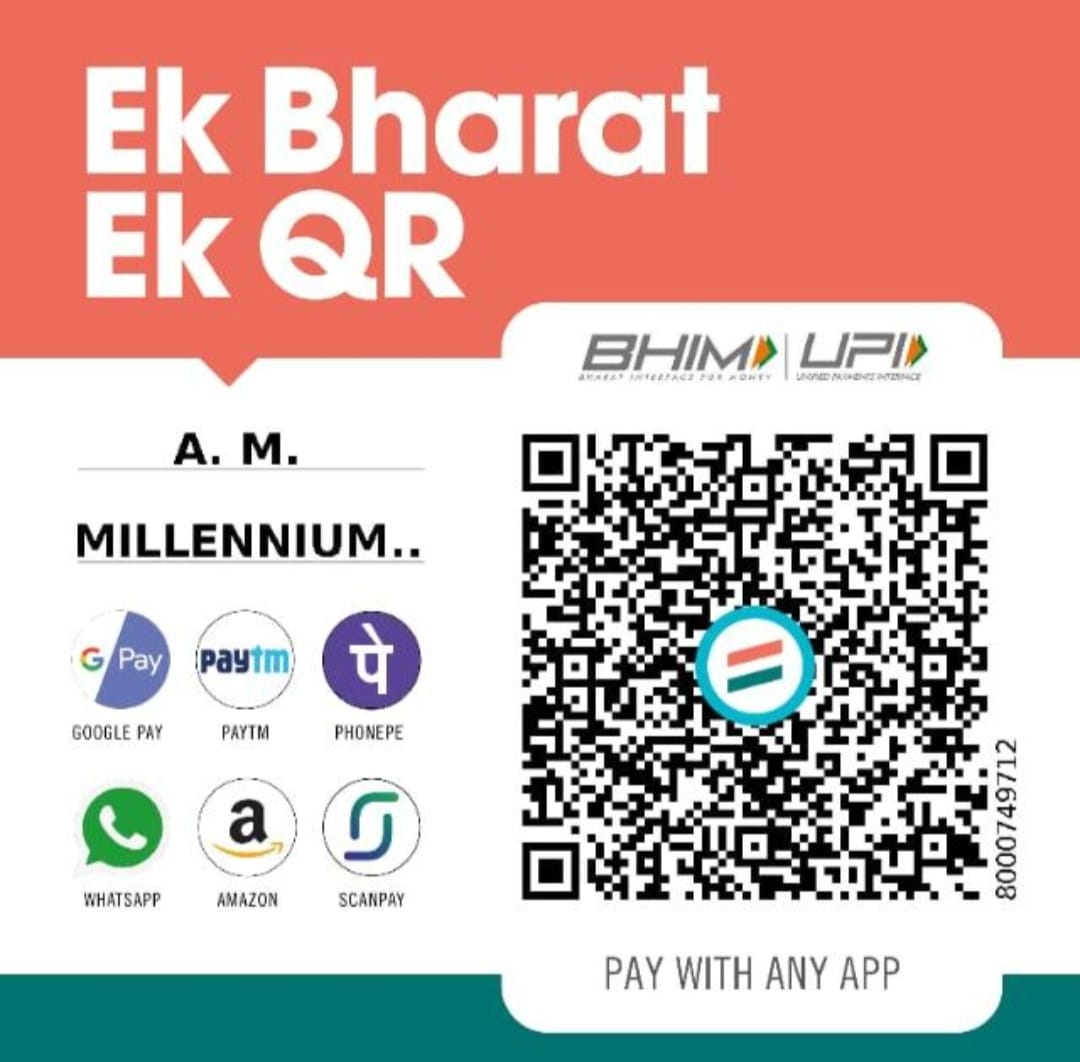 Ek Bharat
Ek QR
BHIM
BHARAT INTERFACE FOR MONEY
UPI
UNIFIED PAYMENTS INTERFACE
A. M.
MILLENNIUM..
G Pay
paytm
पे
GOOGLE PAY
PAYTM
PHONEPE
a
WHATSAPP
AMAZON
SCANPAY
8000749712
PAY WITH ANY APP